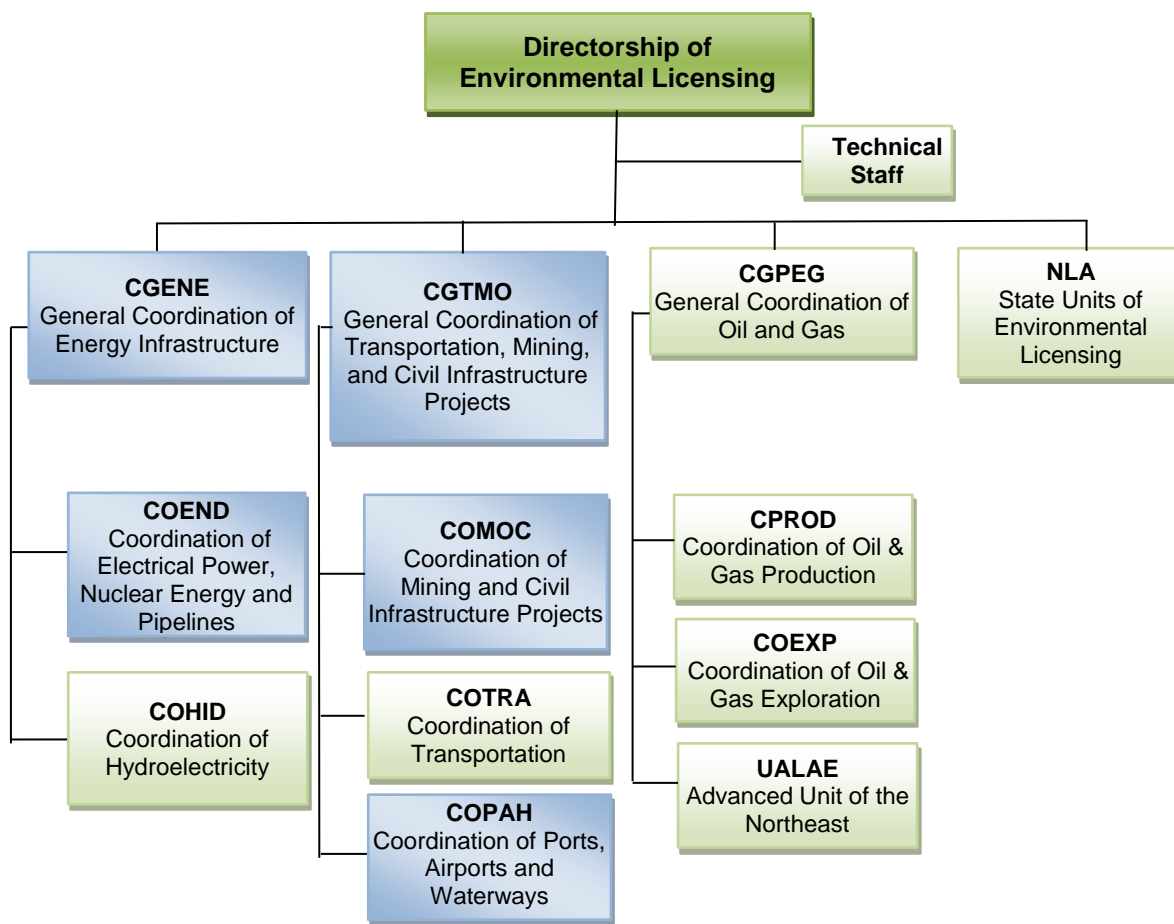 Directorship of
Environmental Licensing
Technical
Staff
CGENE
General Coordination of
Energy Infrastructure
CGTMO
General Coordination of
Transportation, Mining,
and Civil Infrastructure
Projects
CGPEG
General Coordination of
Oil and Gas
NLA
State Units of
Environmental
Licensing
COEND
Coordination of
Electrical Power,
Nuclear Energy and
Pipelines
COHID
Coordination of
Hydroelectricity
COMOC
Coordination of
Mining and Civil
Infrastructure Projects
COTRA
Coordination of
Transportation
COPAH
Coordination of Ports,
Airports and
Waterways
CPROD
Coordination of Oil &
Gas Production
COEXP
Coordination of Oil &
Gas Exploration
UALAE
Advanced Unit of the
Northeast